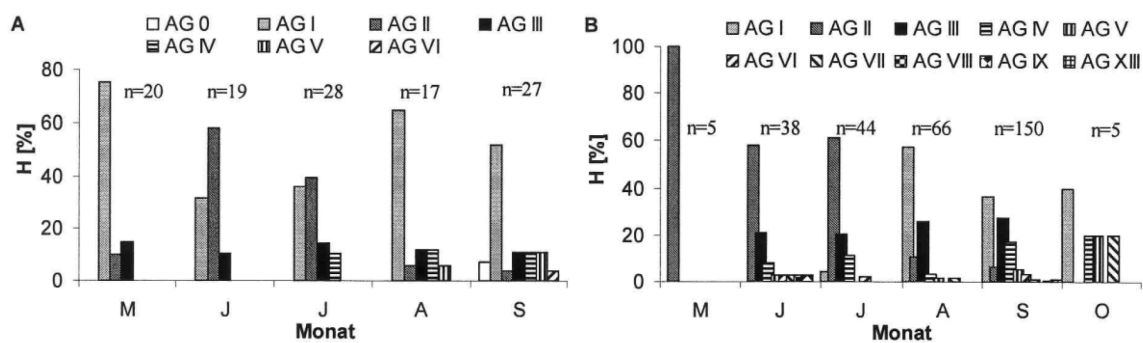 A
AG 0 AG I AG II AG III
AG IV AG V AG VI
80
60
40
20
0
H [%]
n=20 n=19 n=28 n=17 n=27
M J J A S
Monat
B
AG I AG II AG III AG IV AG V
AG VI AG VII AG VIII AG IX AG XIII
100
80
60
40
20
0
H [%]
n=5 n=38 n=44 n=66 n=150 n=5
M J J A S O
Monat